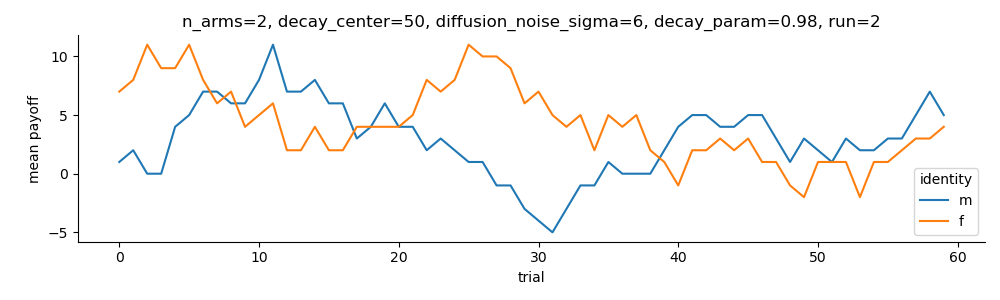 n_arms=2, decay_center=50, diffusion_noise_sigma=6, decay_param=0.98, run=2
mean payoff
10
5
0
−5
identity
m
f
0 10 20 30 40 50 60
trial